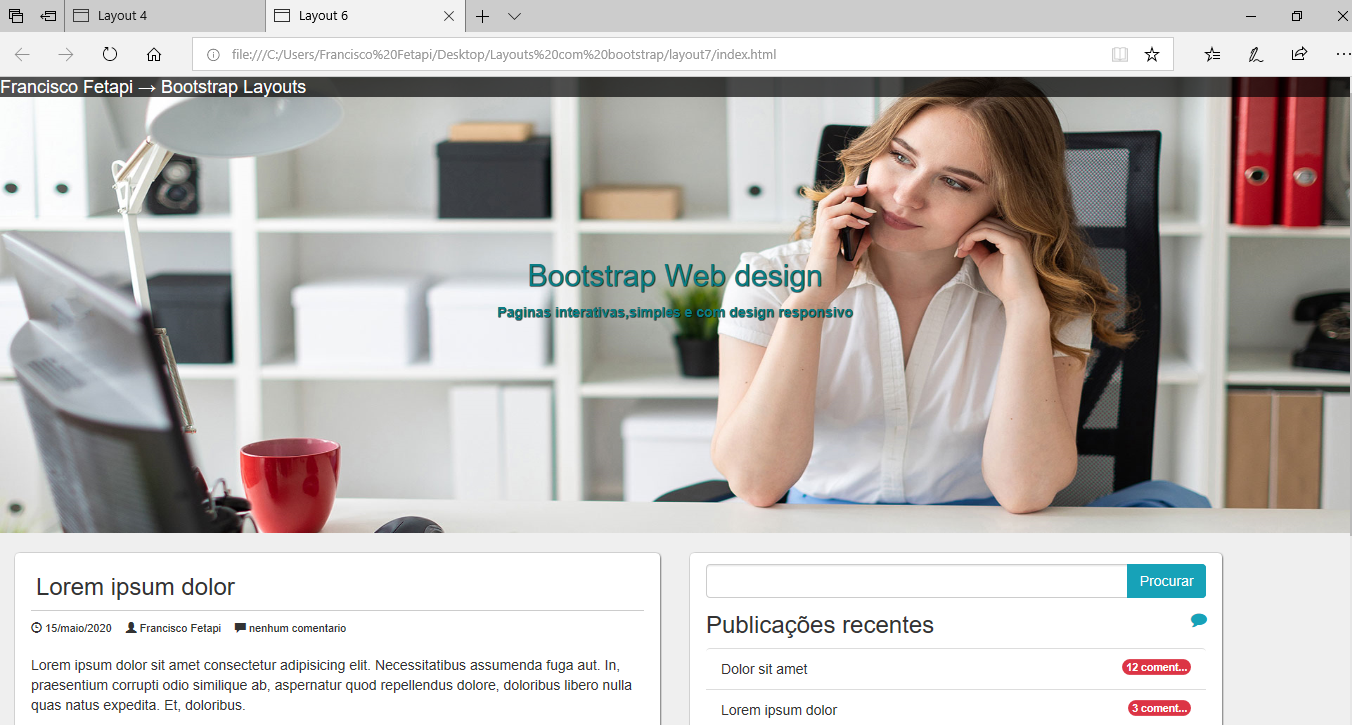 Layout 4
Layout 6
file:///C:/Users/Francisco%20Fetapi/Desktop/Layouts%20com%20bootstrap/layout7/index.html
Francisco Fetapi → Bootstrap Layouts
Bootstrap Web design
Paginas interativas,simples e com design responsivo
Lorem ipsum dolor
15/maio/2020 Francisco Fetapi nenhum comentario
Lorem ipsum dolor sit amet consectetur adipisicing elit. Necessitatibus assumenda fuga aut. In,
praesentium corrupti odio similique ab, aspernatur quod repellendus dolore, doloribus libero nulla
quas natus expedita. Et, doloribus.
Procurar
Publicações recentes
Dolor sit amet 12 coment...
Lorem ipsum dolor 3 coment...